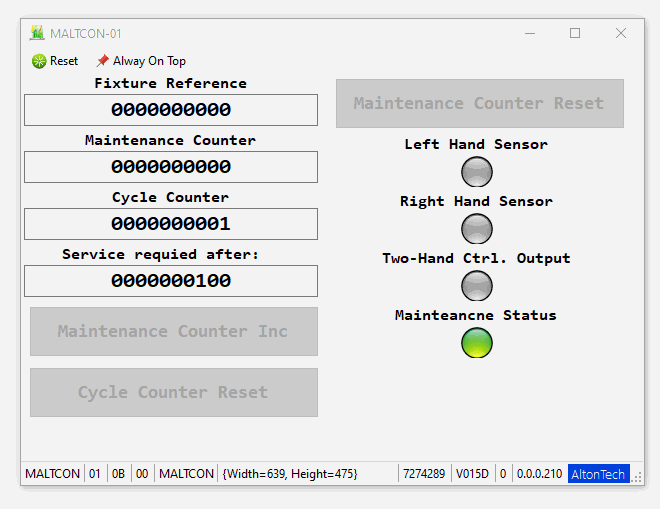 MALTCON-01
Reset Alway On Top
Fixture Reference
0000000000
Maintenance Counter
0000000000
Cycle Counter
0000000001
Service requied after:
0000000100
Maintenance Counter Inc
Cycle Counter Reset
Maintenance Counter Reset
Left Hand Sensor
Right Hand Sensor
Two-Hand Ctrl. Output
Mainteancne Status
MALTCON 01 0B 00 MALTCON {Width=639, Height=475} 7274289 V015D 0 0.0.0.210 AltonTech